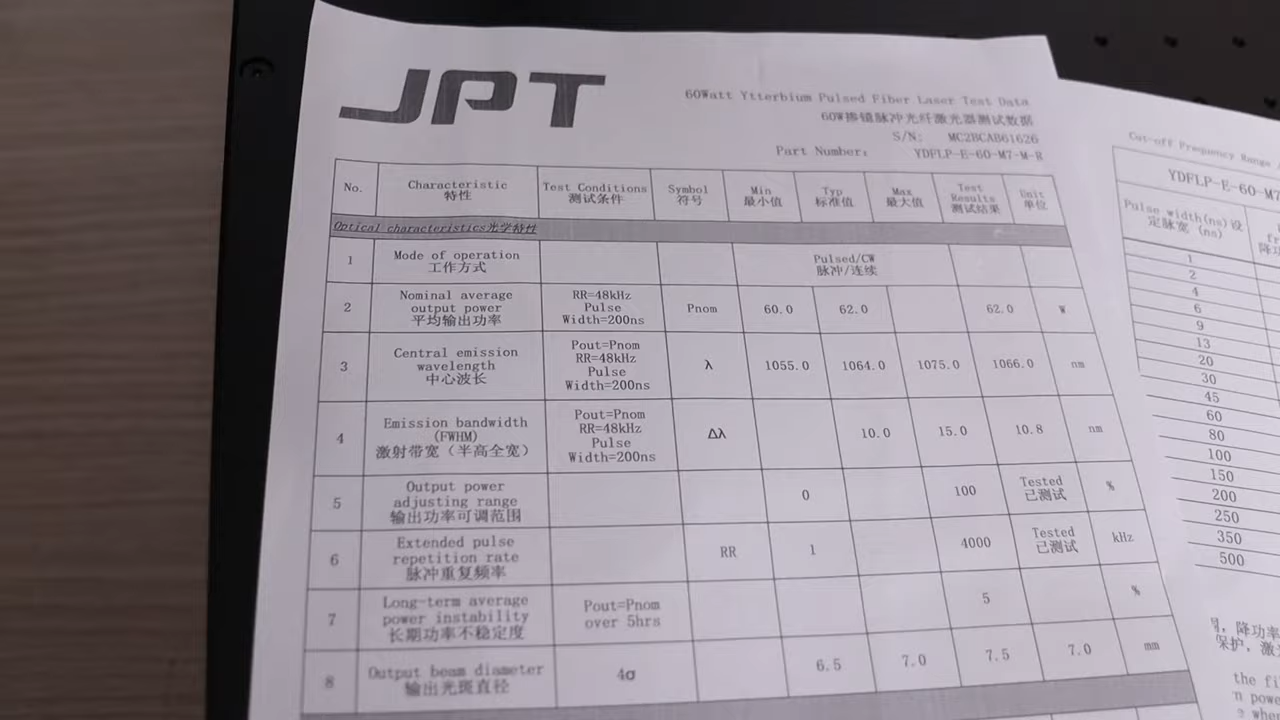 JPT
60Watt Ytterbium Pulsed Fiber Laser Test Data
60W掺镱脉冲光纤激光器测试数据
S/N: MC2BCAB61626
Part Number: YDFLP-E-60-M7-M-R
No. Characteristic 特性 Test Conditions 测试条件 Symbol 符号 Min 最小值 Typ 标准值 Max 最大值 Test Results 测试结果 Unit 单位
Optical characteristics光学特性
1 Mode of operation 工作方式 Pulsed/CW 脉冲/连续
2 Nominal average output power 平均输出功率 RR=48kHz Pulse Width=200ns Pnom 60.0 62.0 62.0 W
3 Central emission wavelength 中心波长 Pout=Pnom RR=48kHz Pulse Width=200ns λ 1055.0 1064.0 1075.0 1066.0 nm
4 Emission bandwidth (FWHM) 激射带宽（半高全宽） Pout=Pnom RR=48kHz Pulse Width=200ns Δλ 10.0 15.0 10.8 nm
5 Output power adjusting range 输出功率可调范围 0 100 Tested 已测试 %
6 Extended pulse repetition rate 脉冲重复频率 RR 1 4000 Tested 已测试 kHz
7 Long-term average power instability 长期功率不稳定度 Pout=Pnom over 5hrs 5 %
8 Output beam diameter 输出光斑直径 4σ 6.5 7.0 7.5 7.0 mm
Cut-off Frequency Range
YDFLP-E-60-M7
Pulse width(ns)设
定脉宽 (ns)
1
2
4
6
9
13
20
30
45
60
80
100
150
200
250
350
500
，降功率
保护，激
the fi
n powe